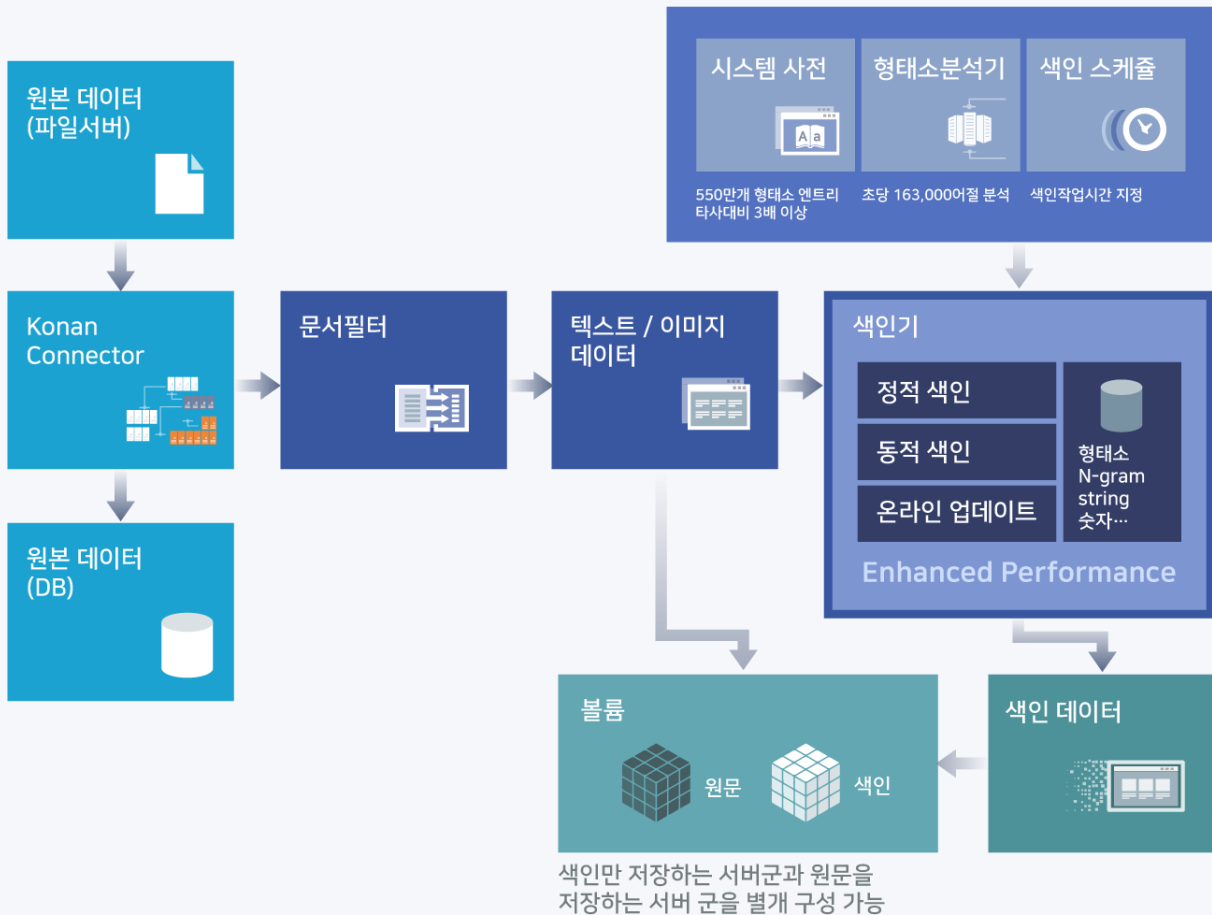 원본 데이터
(파일서버)
Konan
Connector
원본 데이터
(DB)
문서필터
텍스트 / 이미지
데이터
시스템 사전
Aa
550만개 형태소 엔트리
타사대비 3배 이상
형태소분석기
초당 163,000어절 분석
색인 스케쥴
색인작업시간 지정
색인기
정적 색인
동적 색인
온라인 업데이트
형태소
N-gram
string
숫자…
Enhanced Performance
볼륨
원문
색인
색인 데이터
색인만 저장하는 서버군과 원문을
저장하는 서버 군을 별개 구성 가능